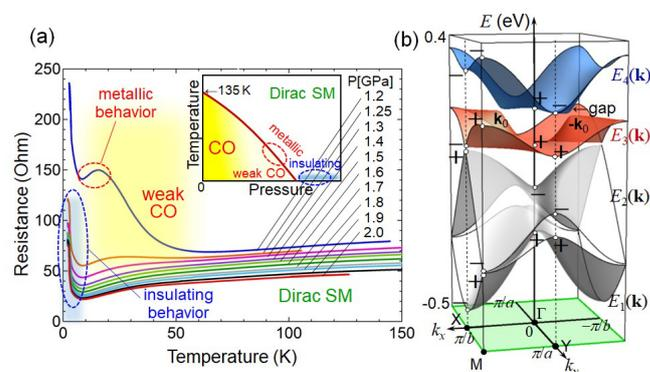 (a)
250
200
150
100
50
0
0
50
100
150
Resistance (Ohm)
Temperature (K)
metallic
behavior
weak
CO
insulating
behavior
Dirac SM
135 K
Dirac SM
CO
weak CO
metallic
insulating
Temperature
0
Pressure
P[GPa]
1.2
1.25
1.3
1.4
1.5
1.6
1.7
1.8
1.9
2.0
(b)
E (eV)
0.4
-0.5
E4(k)
gap
k0
-k0
E3(k)
E2(k)
E1(k)
−π/a
Γ
X
−π/b
kx
π/b
0
π/a
Y
M